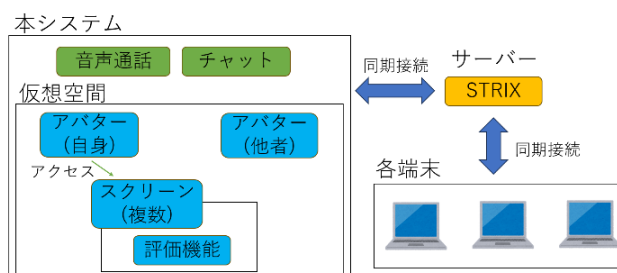 本システム
音声通話
チャット
仮想空間
アバター
(自身)
アバター
(他者)
アクセス
スクリーン
(複数)
評価機能
同期接続
サーバー
STRIX
同期接続
各端末